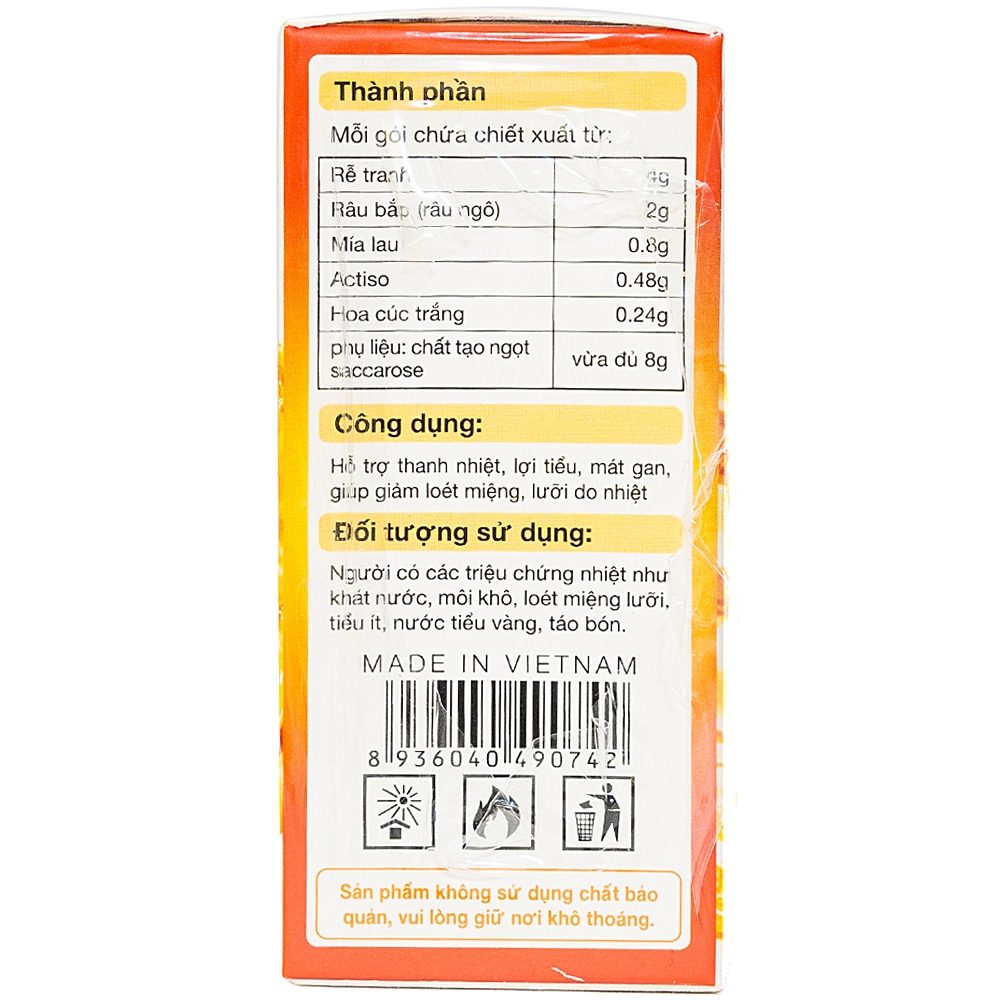 Thành phần
Mỗi gói chứa chiết xuất từ:
Rễ tranh 4g
Râu bắp (râu ngô) 2g
Mía lau 0.8g
Actiso 0.48g
Hoa cúc trắng 0.24g
phụ liệu: chất tạo ngọt
saccarose vừa đủ 8g
Công dụng:
Hỗ trợ thanh nhiệt, lợi tiểu, mát gan,
giúp giảm loét miệng, lưỡi do nhiệt
Đối tượng sử dụng:
Người có các triệu chứng nhiệt như
khát nước, môi khô, loét miệng lưỡi,
tiểu ít, nước tiểu vàng, táo bón.
MADE IN VIETNAM
8 936040 490742
Sản phẩm không sử dụng chất bảo
quản, vui lòng giữ nơi khô thoáng.